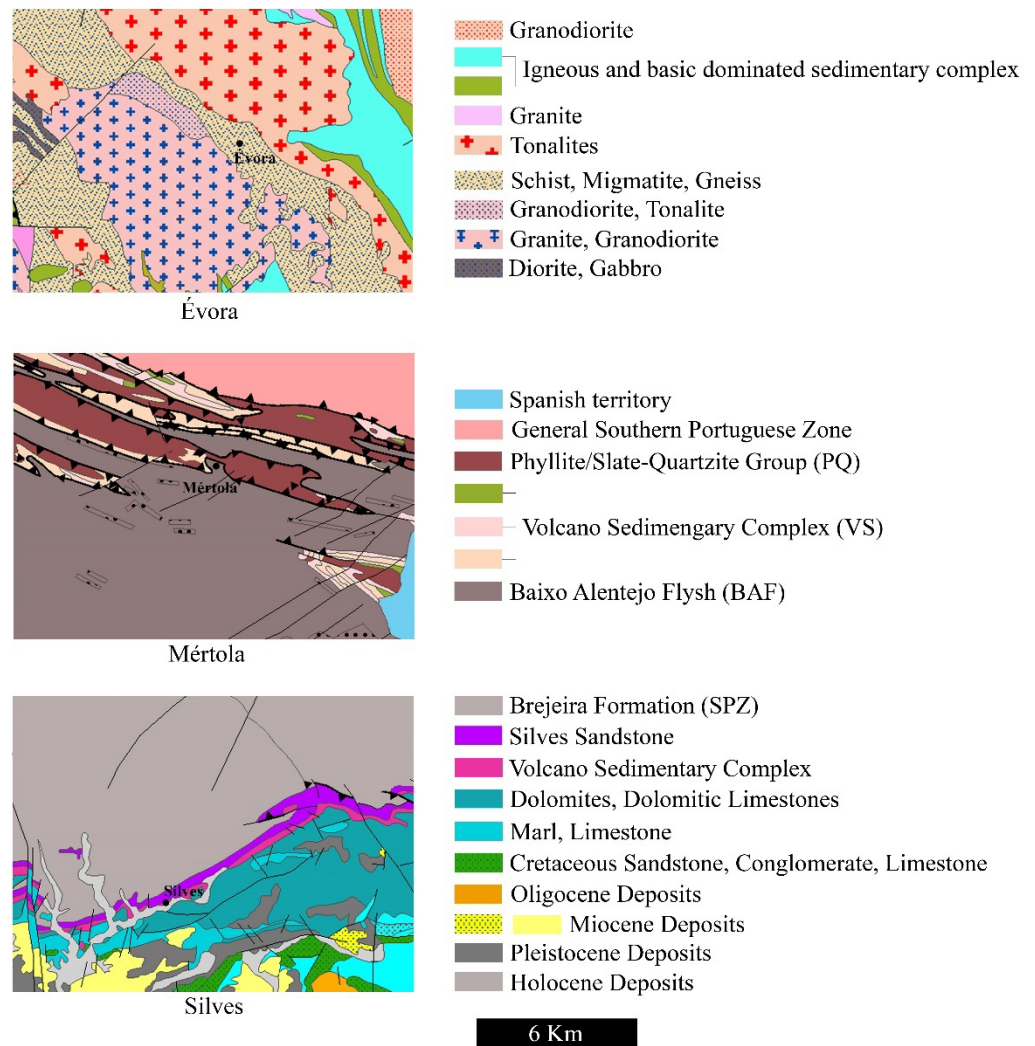 Granodiorite
Igneous and basic dominated sedimentary complex
Granite
Tonalites
Schist, Migmatite, Gneiss
Granodiorite, Tonalite
Granite, Granodiorite
Diorite, Gabbro
Évora
Évora
Spanish territory
General Southern Portuguese Zone
Phyllite/Slate-Quartzite Group (PQ)
Volcano Sedimengary Complex (VS)
Baixo Alentejo Flysh (BAF)
Mértola
Mértola
Brejeira Formation (SPZ)
Silves Sandstone
Volcano Sedimentary Complex
Dolomites, Dolomitic Limestones
Marl, Limestone
Cretaceous Sandstone, Conglomerate, Limestone
Oligocene Deposits
Miocene Deposits
Pleistocene Deposits
Holocene Deposits
Silves
Silves
6 Km